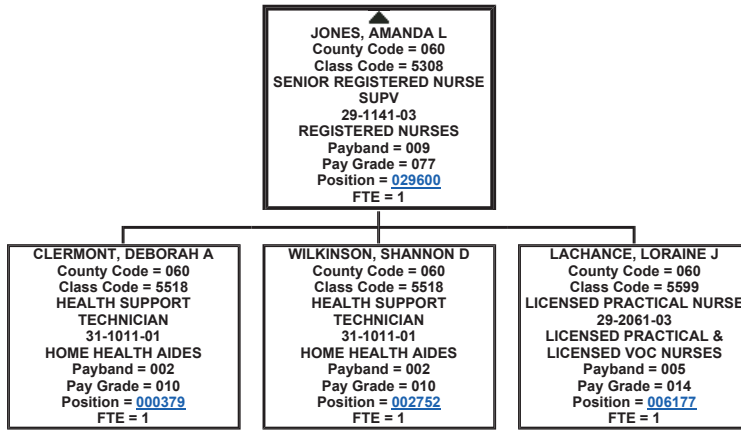 JONES, AMANDA L
County Code = 060
Class Code = 5308
SENIOR REGISTERED NURSE
SUPV
29-1141-03
REGISTERED NURSES
Payband = 009
Pay Grade = 077
Position = 029600
FTE = 1
CLERMONT, DEBORAH A
County Code = 060
Class Code = 5518
HEALTH SUPPORT
TECHNICIAN
31-1011-01
HOME HEALTH AIDES
Payband = 002
Pay Grade = 010
Position = 000379
FTE = 1
WILKINSON, SHANNON D
County Code = 060
Class Code = 5518
HEALTH SUPPORT
TECHNICIAN
31-1011-01
HOME HEALTH AIDES
Payband = 002
Pay Grade = 010
Position = 002752
FTE = 1
LACHANCE, LORAINE J
County Code = 060
Class Code = 5599
LICENSED PRACTICAL NURSE
29-2061-03
LICENSED PRACTICAL &
LICENSED VOC NURSES
Payband = 005
Pay Grade = 014
Position = 006177
FTE = 1